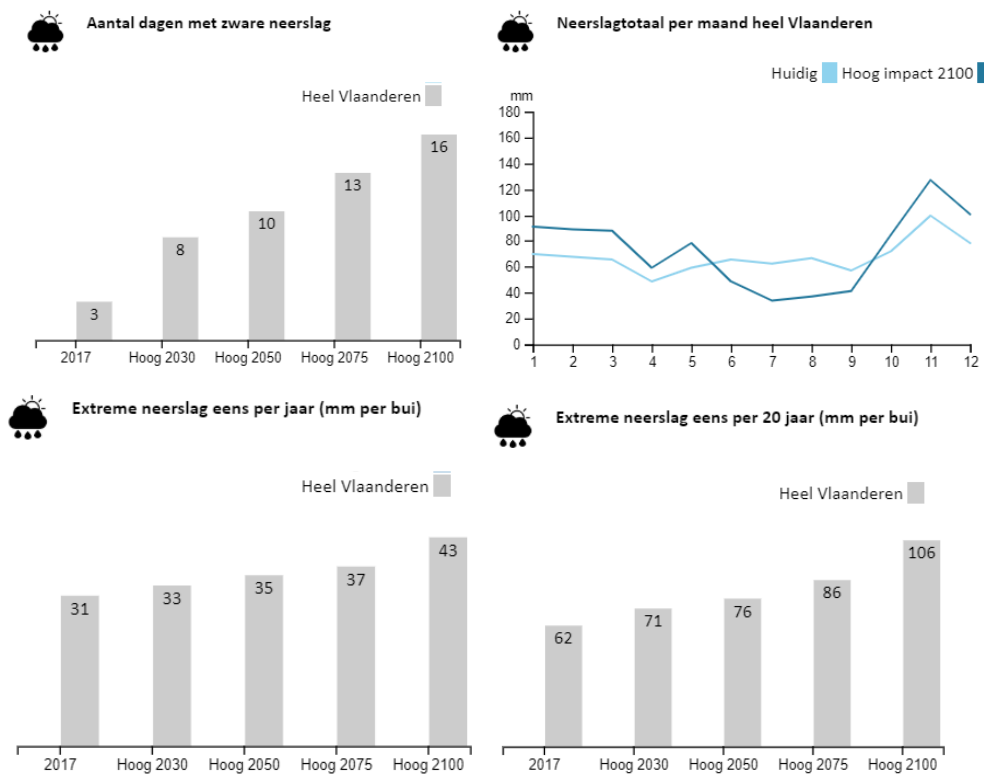 Aantal dagen met zware neerslag
Heel Vlaanderen
16
13
10
8
3
2017 Hoog 2030 Hoog 2050 Hoog 2075 Hoog 2100
Neerslagtotaal per maand heel Vlaanderen
Huidig Hoog impact 2100
mm
180
160
140
120
100
80
60
40
20
0
1 2 3 4 5 6 7 8 9 10 11 12
Extreme neerslag eens per jaar (mm per bui)
Heel Vlaanderen
43
37
35
33
31
2017 Hoog 2030 Hoog 2050 Hoog 2075 Hoog 2100
Extreme neerslag eens per 20 jaar (mm per bui)
Heel Vlaanderen
106
86
76
71
62
2017 Hoog 2030 Hoog 2050 Hoog 2075 Hoog 2100